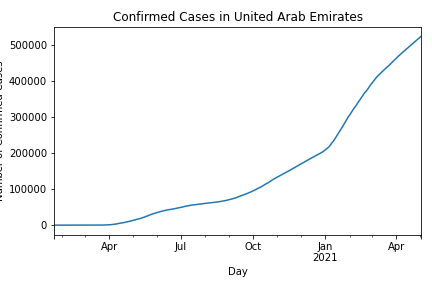 Confirmed Cases in United Arab Emirates
500000
400000
300000
200000
100000
0
Apr
Jul
Oct
Jan
2021
Apr
Day